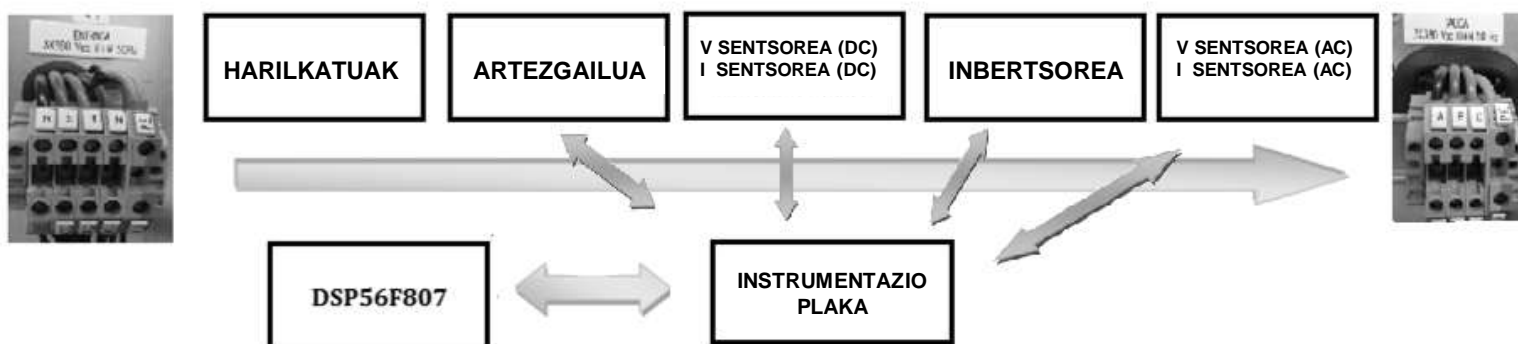 HARILKATUAK
ARTEZGAILUA
V SENTSOREA (DC)
I SENTSOREA (DC)
INBERTSOREA
V SENTSOREA (AC)
I SENTSOREA (AC)
A
C
DSP56F807
INSTRUMENTAZIO
PLAKA